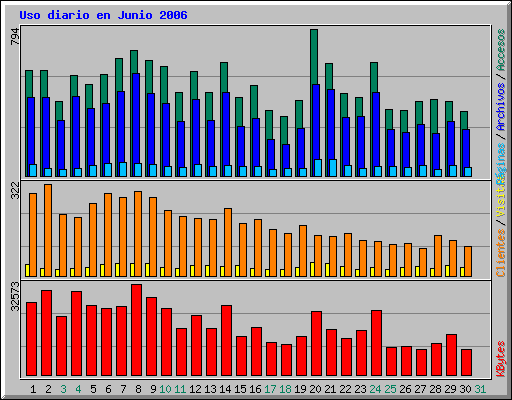 Uso diario en Junio 2006
794
322
32573
Accesos
/ Archivos /
Páginas
Clientes / Visitas
KBytes
1 2 3 4 5 6 7 8 9 10 11 12 13 14 15 16 17 18 19 20 21 22 23 24 25 26 27 28 29 30 31